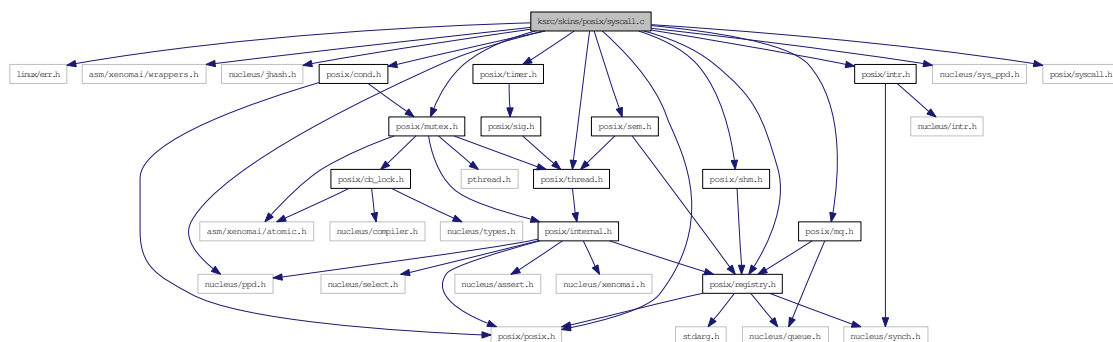 ksrc/skins/posix/syscall.c
linux/err.h
asm/xenomai/wrappers.h
nucleus/jhash.h
posix/cond.h
posix/timer.h
posix/intr.h
nucleus/sys_ppd.h
posix/syscall.h
posix/mutex.h
posix/sig.h
posix/sem.h
nucleus/intr.h
posix/cb_lock.h
pthread.h
posix/thread.h
posix/shm.h
asm/xenomai/atomic.h
nucleus/compiler.h
nucleus/types.h
posix/internal.h
posix/mq.h
nucleus/ppd.h
nucleus/select.h
nucleus/assert.h
nucleus/xenomai.h
posix/registry.h
posix/posix.h
stdarg.h
nucleus/queue.h
nucleus/synch.h